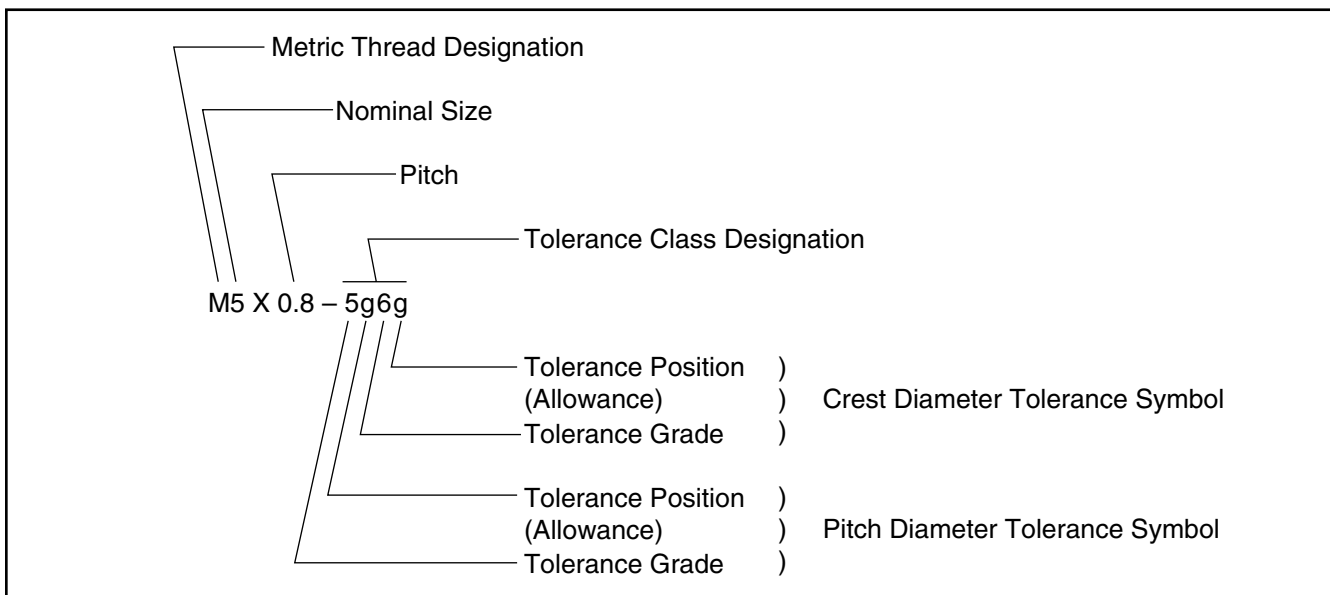 Metric Thread Designation
Nominal Size
Pitch
Tolerance Class Designation
M5 X 0.8 – 5g6g
Tolerance Position )
(Allowance) ) Crest Diameter Tolerance Symbol
Tolerance Grade )
Tolerance Position )
(Allowance) ) Pitch Diameter Tolerance Symbol
Tolerance Grade )